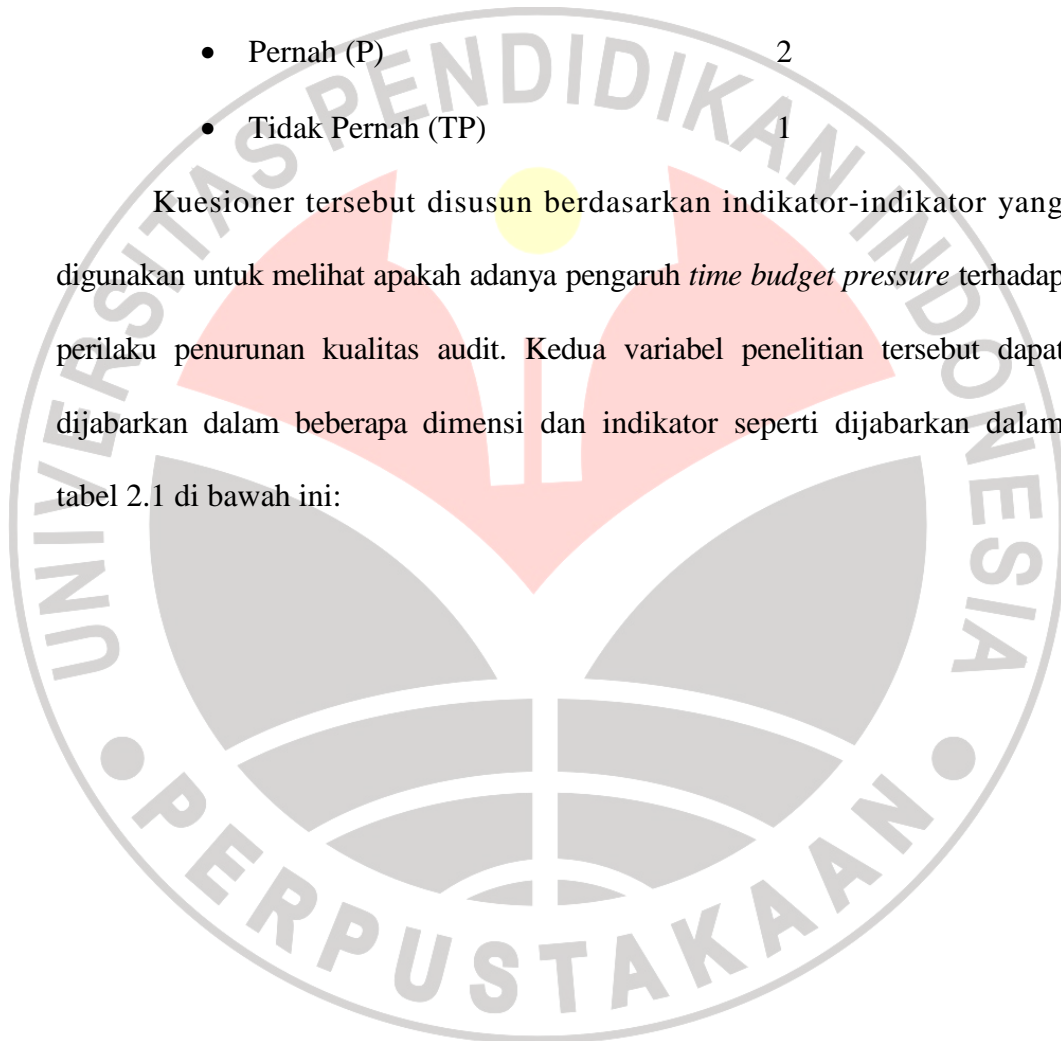 • Pernah (P) 2
• Tidak Pernah (TP) 1
Kuesioner tersebut disusun berdasarkan indikator-indikator yang
digunakan untuk melihat apakah adanya pengaruh time budget pressure terhadap
perilaku penurunan kualitas audit. Kedua variabel penelitian tersebut dapat
dijabarkan dalam beberapa dimensi dan indikator seperti dijabarkan dalam
tabel 2.1 di bawah ini:
UNIVERSITAS PENDIDIKAN INDONESIA
PERPUSTAKAAN